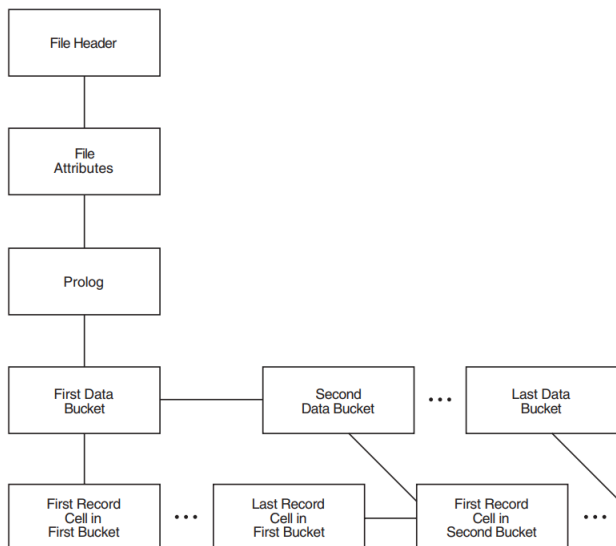 File Header
File
Attributes
Prolog
First Data
Bucket
Second
Data Bucket
•••
Last Data
Bucket
First Record
Cell in
First Bucket
•••
Last Record
Cell in
First Bucket
First Record
Cell in
Second Bucket
•••